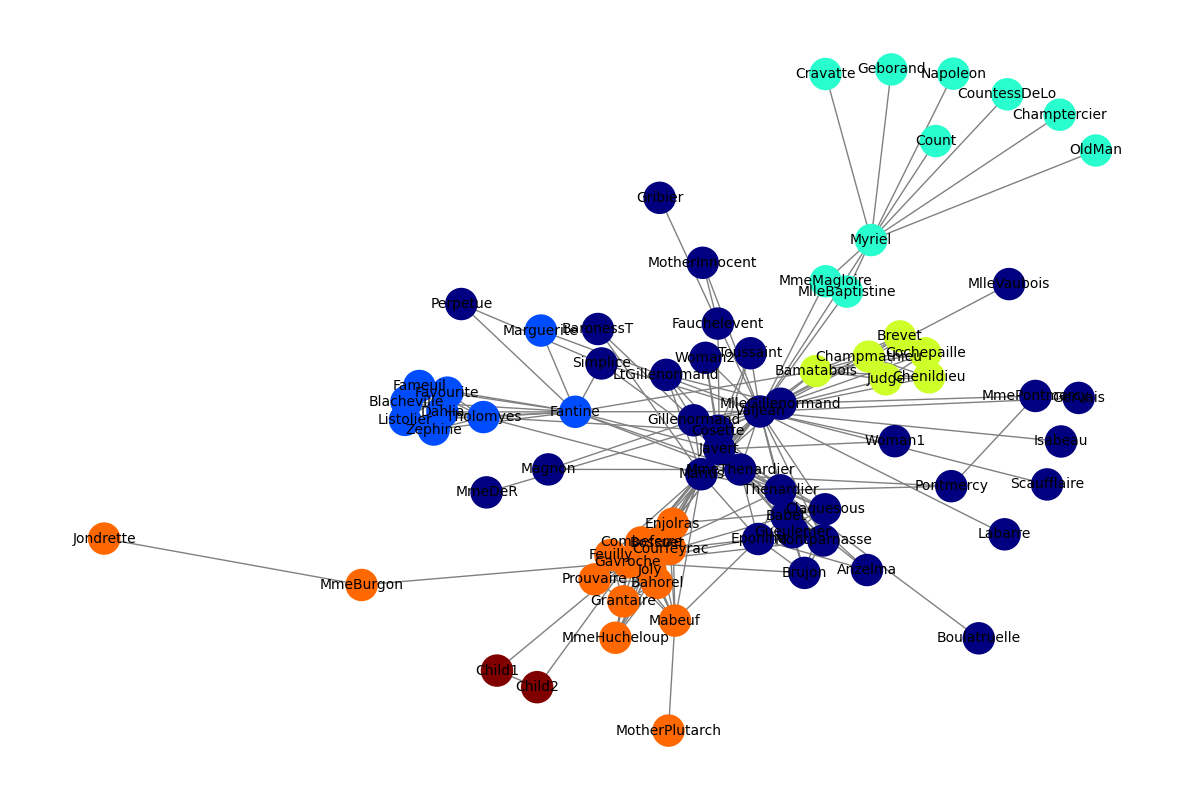 Cravatte
Geborand
Napoleon
CountessDeLo
Champtercier
Count
OldMan
Gribier
Myriel
MotherInnocent
MmeMagloire
MlleBaptistine
MlleVaubois
Perpetue
Marguerite
BaronessT
Fauchelevent
Brevet
Simplice
Woman2
Toussaint
Champmathieu
Cochepaille
LtGillenormand
Bamatabois
Judge
Chenildieu
Fameuil
Favourite
Blacheville
Dahlia
Listolier
Tholomyes
Zephine
Fantine
MlleGillenormand
Valjean
MmePontmercy
Gervais
Gillenormand
Cosette
Woman1
Isabeau
Javert
Magnon
Marius
MmeThenardier
MmeDeR
Thenardier
Pontmercy
Scaufflaire
Claquesous
Babet
Enjolras
Gueulemer
Labarre
Jondrette
Combeferre
Bossuet
Eponine
Montparnasse
Courfeyrac
Feuilly
Gavroche
Joly
Brujon
Anzelma
Prouvaire
Bahorel
MmeBurgon
Grantaire
Mabeuf
MmeHucheloup
Boulatruelle
Child1
Child2
MotherPlutarch